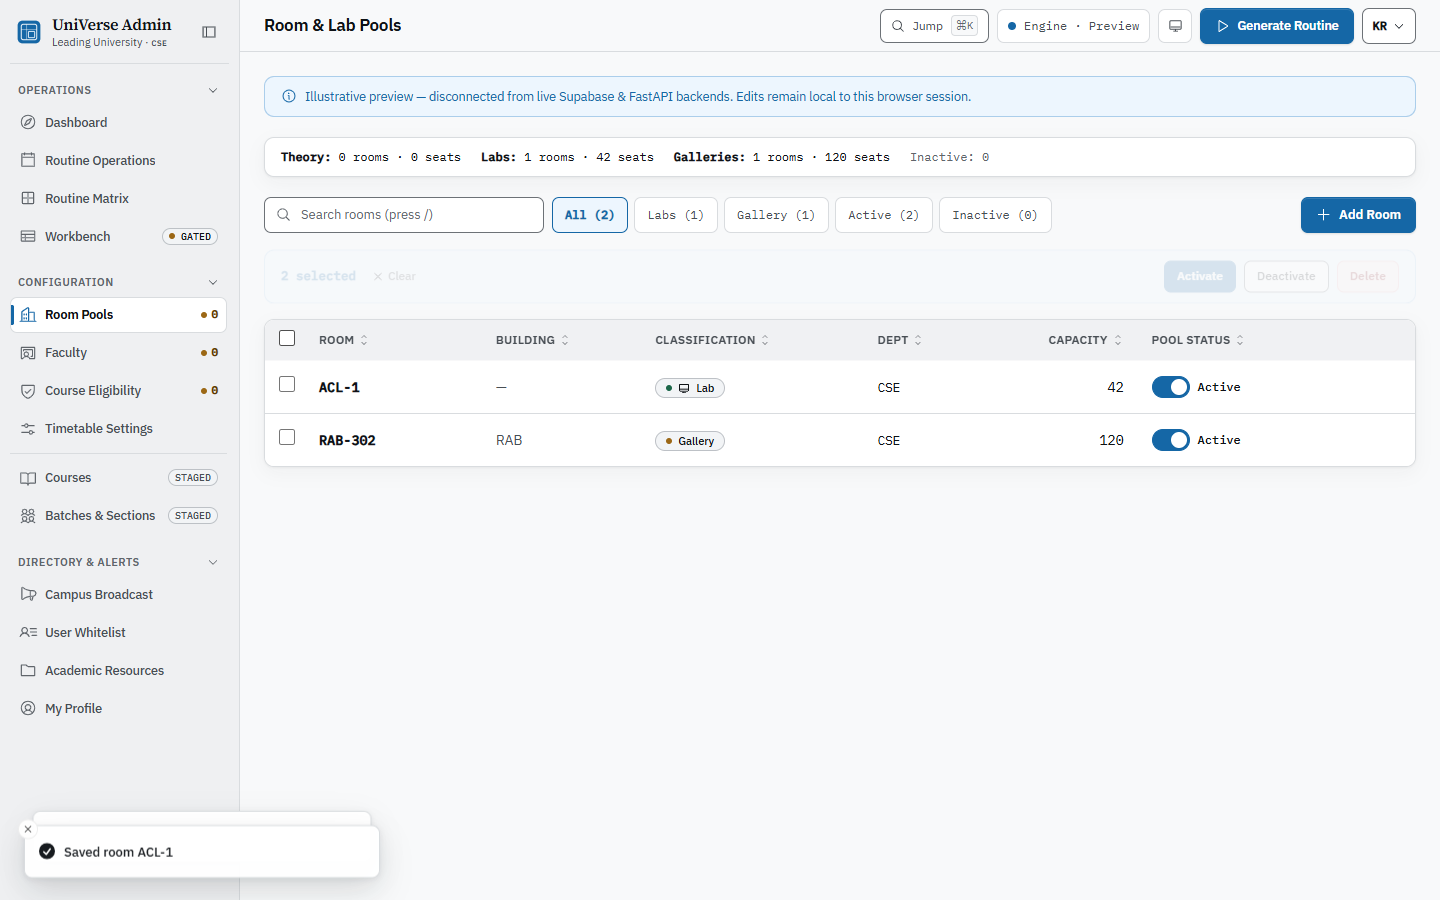 UniVerse Admin
Leading University · CSE
OPERATIONS
Dashboard
Routine Operations
Routine Matrix
Workbench
GATED
CONFIGURATION
Room Pools
0
Faculty
0
Course Eligibility
0
Timetable Settings
Courses
STAGED
Batches & Sections
STAGED
DIRECTORY & ALERTS
Campus Broadcast
User Whitelist
Academic Resources
My Profile
Room & Lab Pools
Jump ⌘K
Engine · Preview
Generate Routine
KR
Illustrative preview — disconnected from live Supabase & FastAPI backends. Edits remain local to this browser session.
Theory: 0 rooms · 0 seats Labs: 1 rooms · 42 seats Galleries: 1 rooms · 120 seats Inactive: 0
Search rooms (press /)
All (2)
Labs (1)
Gallery (1)
Active (2)
Inactive (0)
Add Room
2 selected
Clear
Activate
Deactivate
Delete
ROOM BUILDING CLASSIFICATION DEPT CAPACITY POOL STATUS
ACL-1 — Lab CSE 42 Active
RAB-302 RAB Gallery CSE 120 Active
Saved room ACL-1